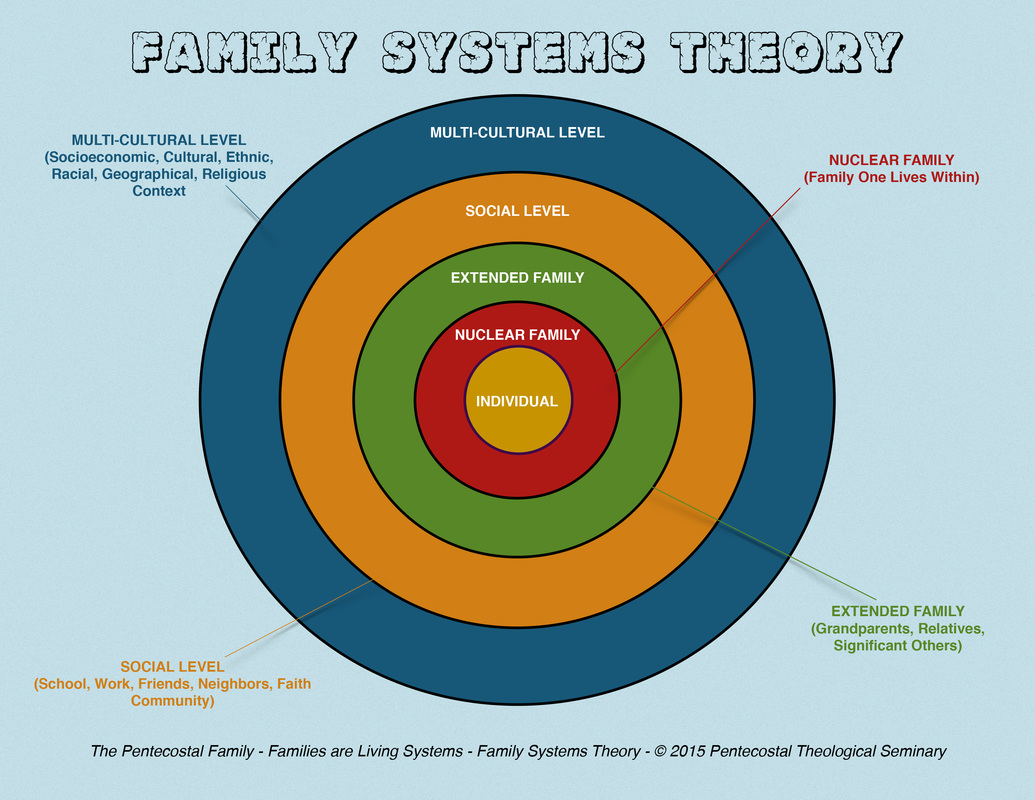 FAMILY SYSTEMS THEORY
MULTI-CULTURAL LEVEL
(Socioeconomic, Cultural, Ethnic,
Racial, Geographical, Religious
Context
NUCLEAR FAMILY
(Family One Lives Within)
MULTI-CULTURAL LEVEL
SOCIAL LEVEL
EXTENDED FAMILY
NUCLEAR FAMILY
INDIVIDUAL
EXTENDED FAMILY
(Grandparents, Relatives,
Significant Others)
SOCIAL LEVEL
(School, Work, Friends, Neighbors, Faith
Community)
The Pentecostal Family - Families are Living Systems - Family Systems Theory - © 2015 Pentecostal Theological Seminary